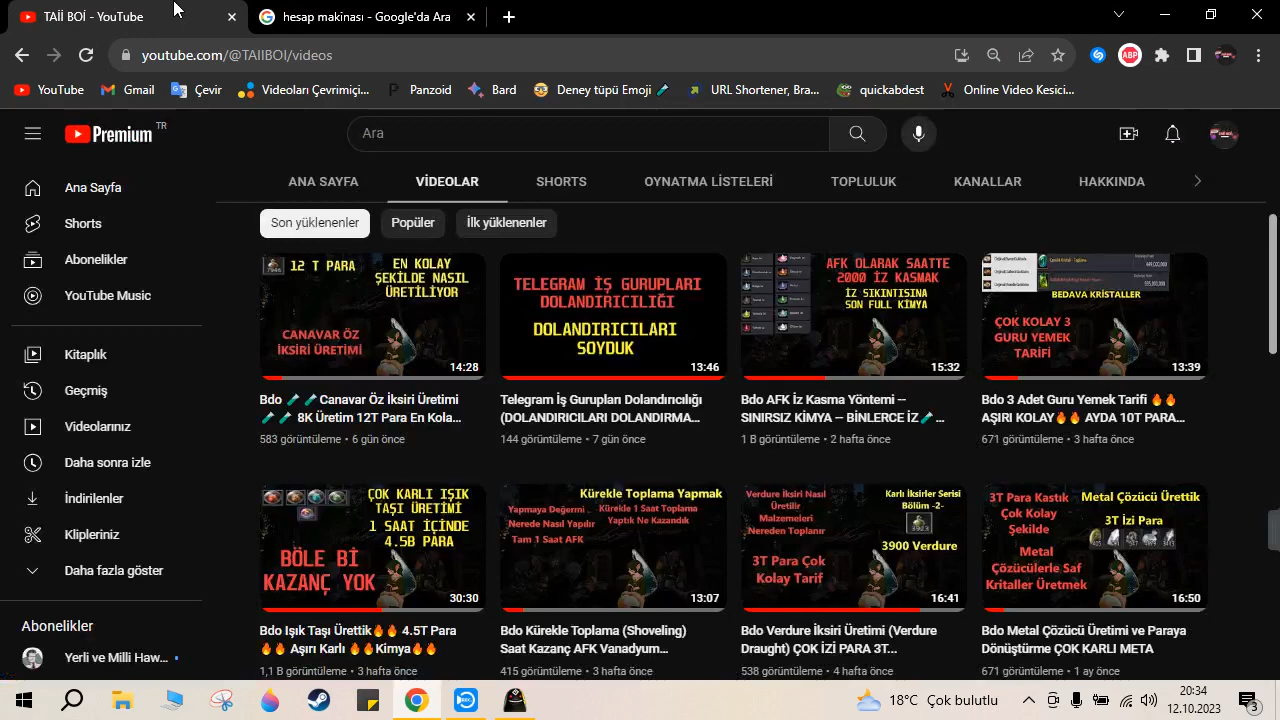 TAİİ BOİ - YouTube
hesap makinası - Google'da Ara
youtube.com/@TAIIBOI/videos
YouTube
Gmail
Çevir
Videoları Çevrimiçi...
Panzoid
Bard
Deney tüpü Emoji
URL Shortener, Bra...
quickabdest
Online Video Kesici...
Premium TR
Ara
ANA SAYFA
VİDEOLAR
SHORTS
OYNATMA LİSTELERİ
TOPLULUK
KANALLAR
HAKKINDA
Ana Sayfa
Shorts
Abonelikler
YouTube Music
Kitaplık
Geçmiş
Videolarınız
Daha sonra izle
İndirilenler
Klipleriniz
Daha fazla göster
Abonelikler
Yerli ve Milli Haw...
Son yüklenenler
Popüler
İlk yüklenenler
12 T PARA
EN KOLAY
ŞEKİLDE NASIL
ÜRETİLİYOR
CANAVAR ÖZ
İKSİRİ ÜRETİMİ
14:28
TELEGRAM İŞ GURUPLARI
DOLANDIRICILIĞI
DOLANDIRICILARI
SOYDUK
13:46
AFK OLARAK SAATTE
2000 İZ KASMAK
İZ SIKINTISINA
SON FULL KİMYA
15:32
BEDAVA KRİSTALLER
ÇOK KOLAY 3
GURU YEMEK
TARİFİ
13:39
Bdo 🧪🧪Canavar Öz İksiri Üretimi
🧪🧪 8K Üretim 12T Para En Kola...
583 görüntüleme • 6 gün önce
Telegram İş Gurupları Dolandırıcılığı
(DOLANDIRICILARI DOLANDIRMA...
144 görüntüleme • 7 gün önce
Bdo AFK İz Kasma Yöntemi --
SINIRSIZ KİMYA -- BİNLERCE İZ🧪...
1 B görüntüleme • 2 hafta önce
Bdo 3 Adet Guru Yemek Tarifi 🔥🔥
AŞIRI KOLAY🔥🔥 AYDA 10T PARA...
671 görüntüleme • 3 hafta önce
ÇOK KARLI IŞIK
TAŞI ÜRETİMİ
1 SAAT İÇİNDE
4.5B PARA
BÖLE Bİ
KAZANÇ YOK
30:30
Kürekle Toplama Yapmak
Yapmaya Değermi
Nerede Nasıl Yapılır
Tam 1 Saat AFK
Kürekle 1 Saat Toplama
Yaptık Ne Kazandık
13:07
Verdure İksiri Nasıl
Üretilir
Malzemeleri
Nereden Toplanır
Karlı İksirler Serisi
Bölüm -2-
3923
3900 Verdure
3T Para Çok
Kolay Tarif
16:41
3T Para Kastık
Çok Kolay
Şekilde
Metal Çözücü Ürettik
3T İzi Para
Metal
Çözücülerle Saf
Kritaller Üretmek
16:50
Bdo Işık Taşı Ürettik🔥🔥 4.5T Para
🔥🔥 Aşırı Karlı 🔥🔥Kimya🔥🔥
1,1 B görüntüleme • 3 hafta önce
Bdo Kürekle Toplama (Shoveling)
Saat Kazanç AFK Vanadyum...
415 görüntüleme • 3 hafta önce
Bdo Verdure İksiri Üretimi (Verdure
Draught) ÇOK İZİ PARA 3T...
538 görüntüleme • 4 hafta önce
Bdo Metal Çözücü Üretimi ve Paraya
Dönüştürme ÇOK KARLI META
671 görüntüleme • 1 ay önce
18°C Çok bulutlu
20:34
12.10.2023
3